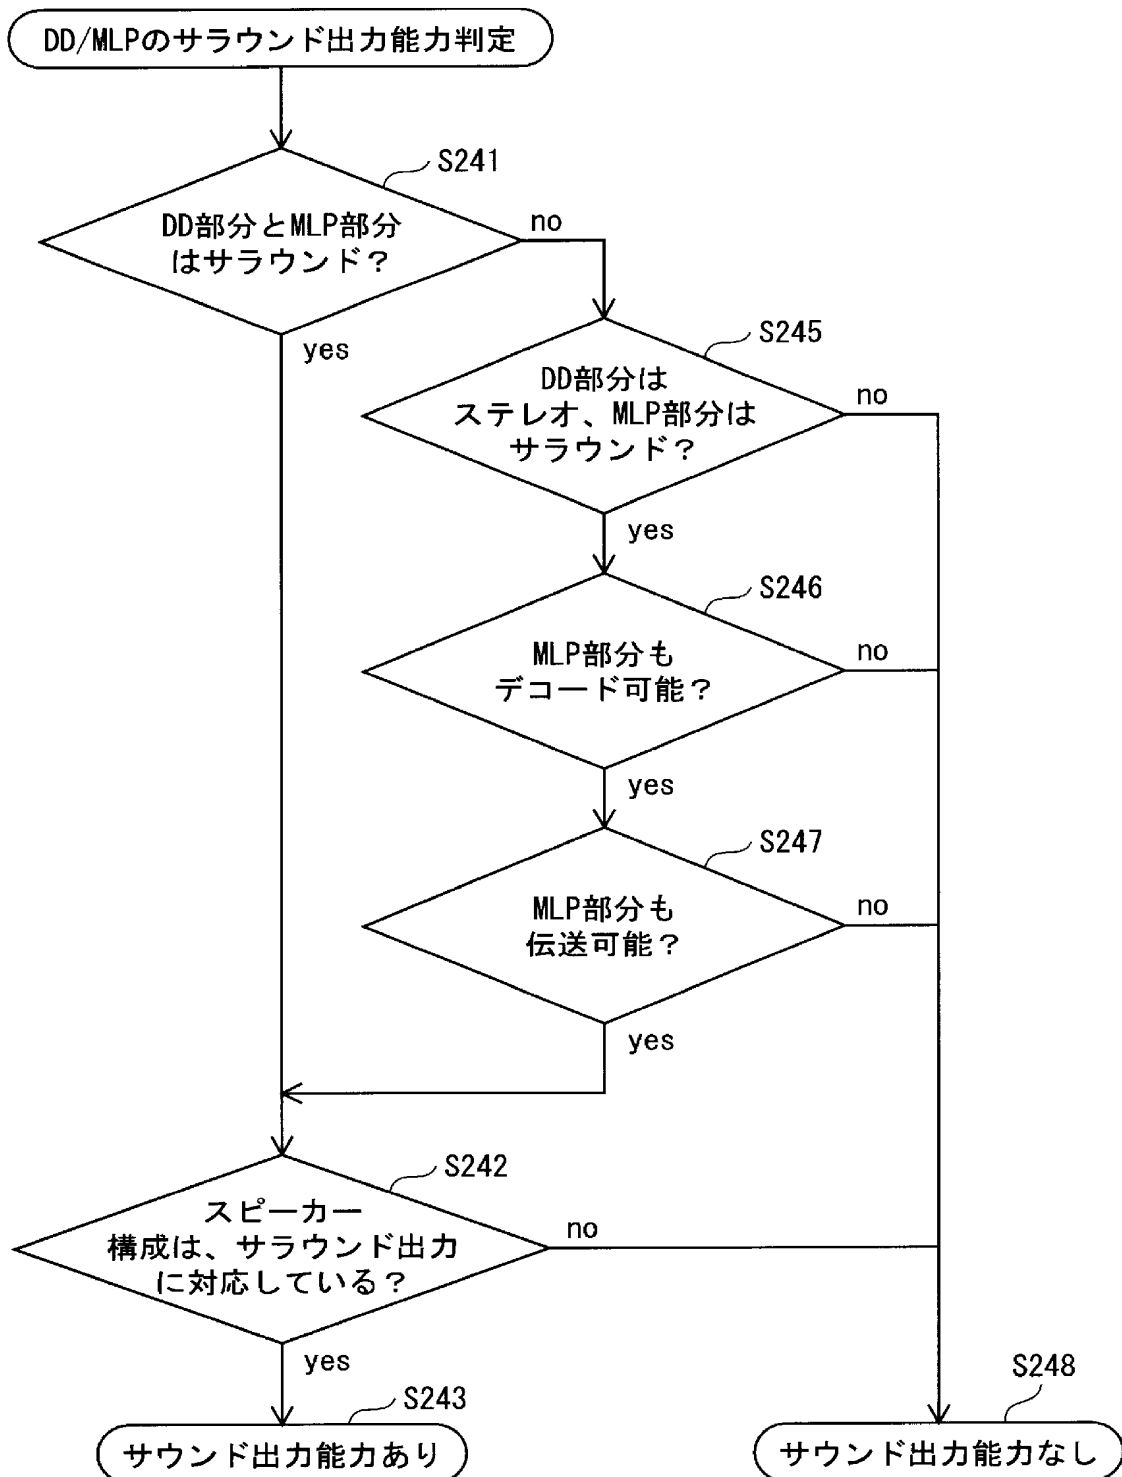 DD/MLPのサラウンド出力能力判定
S241
DD部分とMLP部分
はサラウンド？
no
yes
S245
DD部分は
ステレオ、MLP部分は
サラウンド？
no
yes
S246
MLP部分も
デコード可能？
no
yes
S247
MLP部分も
伝送可能？
no
yes
S242
スピーカー
構成は、サラウンド出力
に対応している？
no
yes
S243
サウンド出力能力あり
S248
サウンド出力能力なし